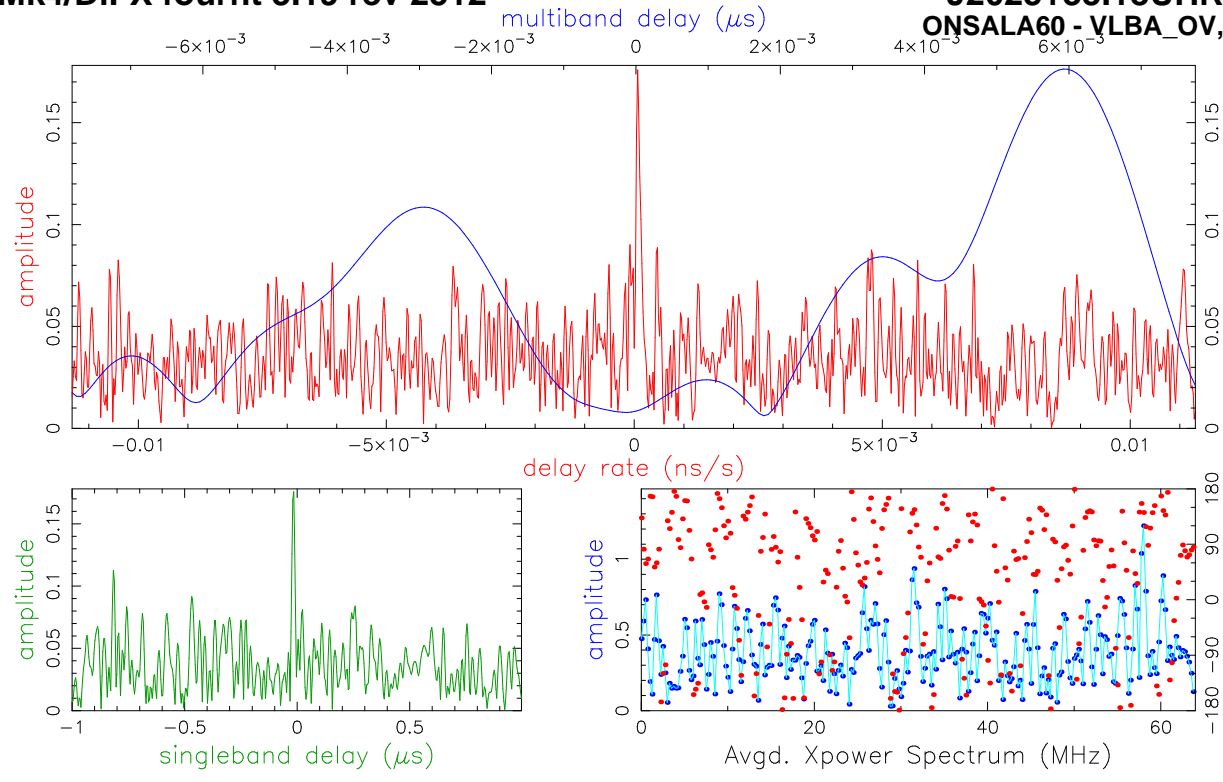 multiband delay (μs)
ONSALA60 - VLBA_OV,
−6×10⁻³ −4×10⁻³ −2×10⁻³ 0 2×10⁻³ 4×10⁻³ 6×10⁻³
amplitude
0 0.05 0.1 0.15
0 0.05 0.1 0.15
−0.01 −5×10⁻³ 0 5×10⁻³ 0.01
delay rate (ns/s)
amplitude
0 0.05 0.1 0.15
−1 −0.5 0 0.5
singleband delay (μs)
amplitude
0 0.5 1
−180 −90 0 90 180
0 20 40 60
Avgd. Xpower Spectrum (MHz)